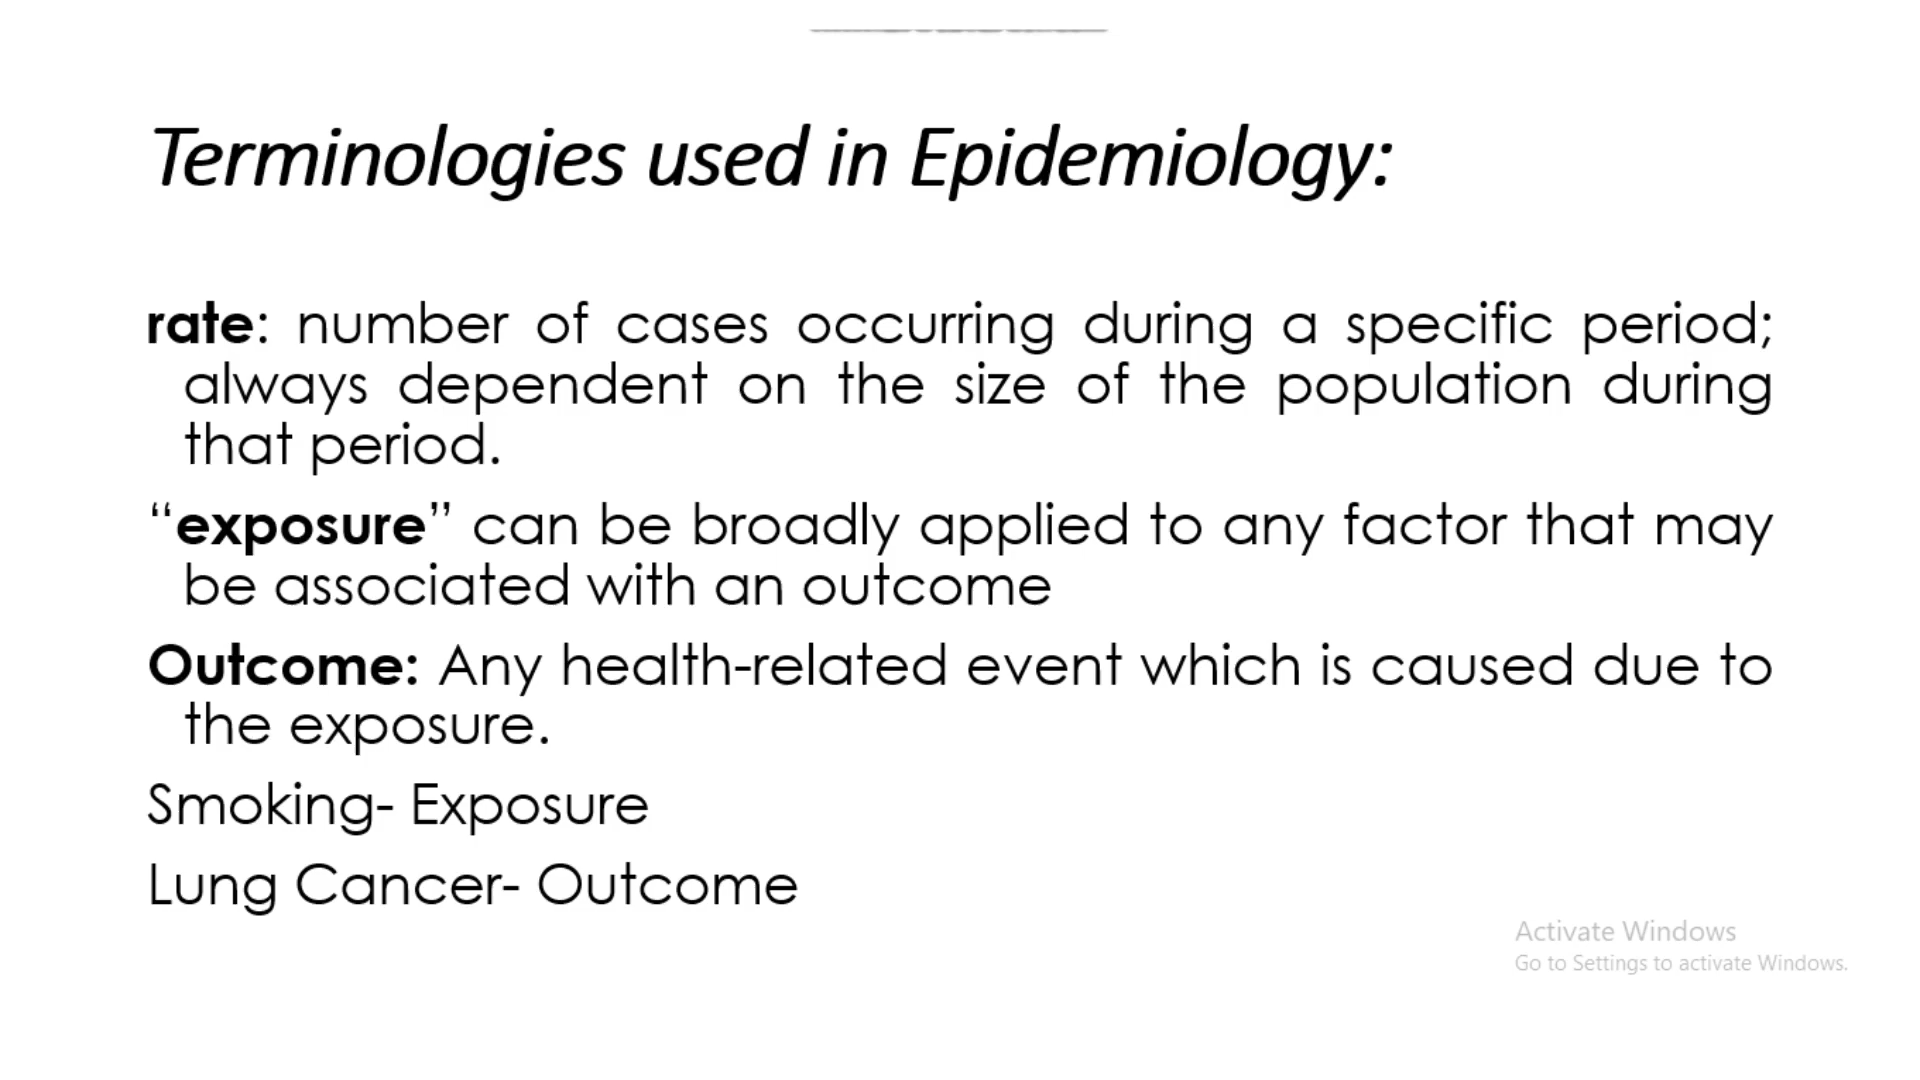 Terminologies used in Epidemiology:
rate: number of cases occurring during a specific period;
always dependent on the size of the population during
that period.
“exposure” can be broadly applied to any factor that may
be associated with an outcome
Outcome: Any health-related event which is caused due to
the exposure.
Smoking- Exposure
Lung Cancer- Outcome
Activate Windows
Go to Settings to activate Windows.